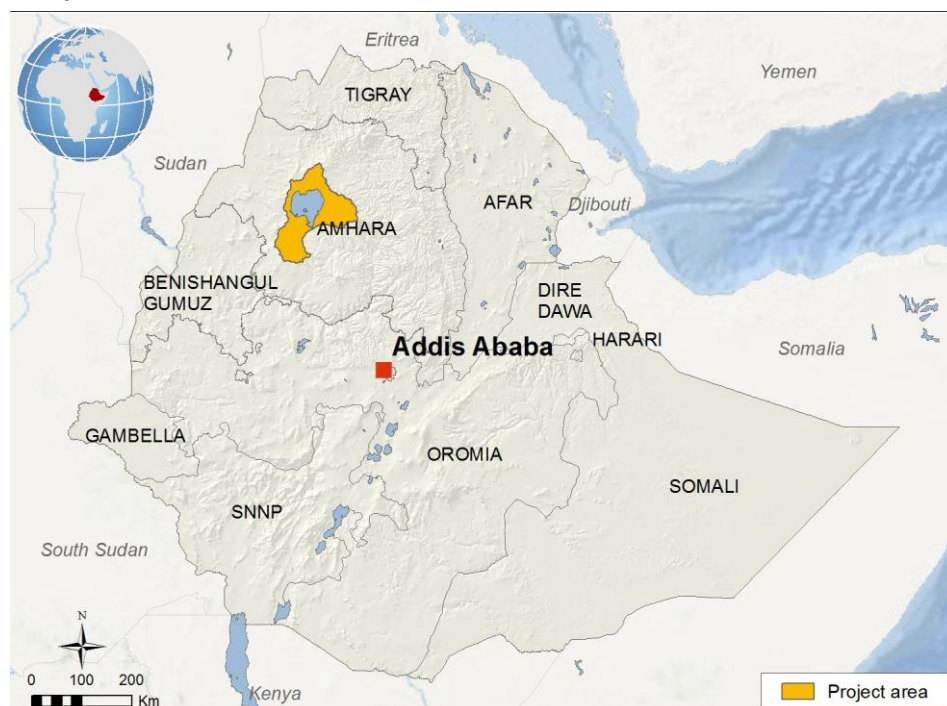 Eritrea
Yemen
TIGRAY
Sudan
AFAR
Djibouti
AMHARA
BENISHANGUL
GUMUZ
DIRE
DAWA
HARARI
Addis Ababa
Somalia
GAMBELLA
OROMIA
SOMALI
SNNP
South Sudan
N
0 50 100 200
Km
Kenya
Project area